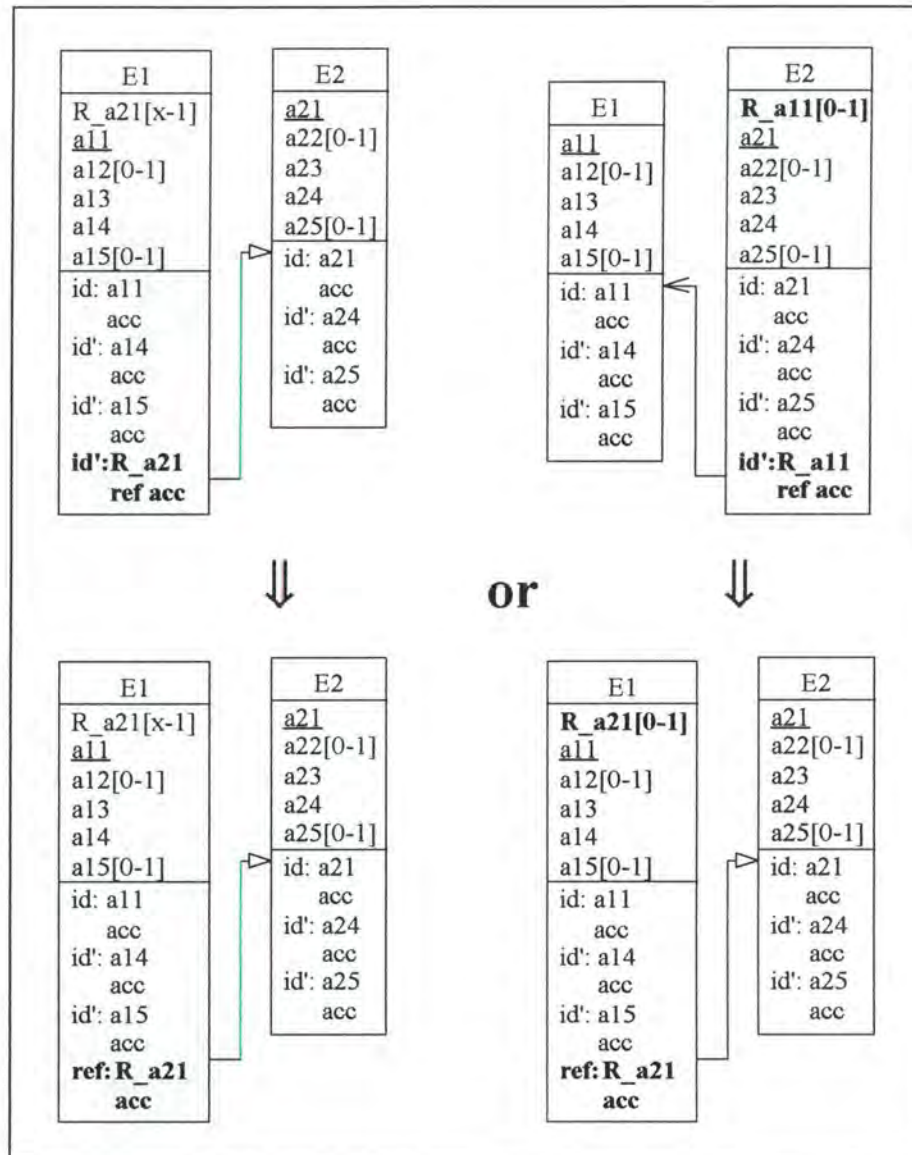 E1
R_a21[x-1]
a11
a12[0-1]
a13
a14
a15[0-1]
id: a11
acc
id': a14
acc
id': a15
acc
id':R_a21
ref acc
E2
a21
a22[0-1]
a23
a24
a25[0-1]
id: a21
acc
id': a24
acc
id': a25
acc
E1
a11
a12[0-1]
a13
a14
a15[0-1]
id: a11
acc
id': a14
acc
id': a15
acc
E2
R_a11[0-1]
a21
a22[0-1]
a23
a24
a25[0-1]
id: a21
acc
id': a24
acc
id': a25
acc
id':R_a11
ref acc
⇓ or ⇓
E1
R_a21[x-1]
a11
a12[0-1]
a13
a14
a15[0-1]
id: a11
acc
id': a14
acc
id': a15
acc
ref:R_a21
acc
E2
a21
a22[0-1]
a23
a24
a25[0-1]
id: a21
acc
id': a24
acc
id': a25
acc
E1
R_a21[0-1]
a11
a12[0-1]
a13
a14
a15[0-1]
id: a11
acc
id': a14
acc
id': a15
acc
ref:R_a21
acc
E2
a21
a22[0-1]
a23
a24
a25[0-1]
id: a21
acc
id': a24
acc
id': a25
acc